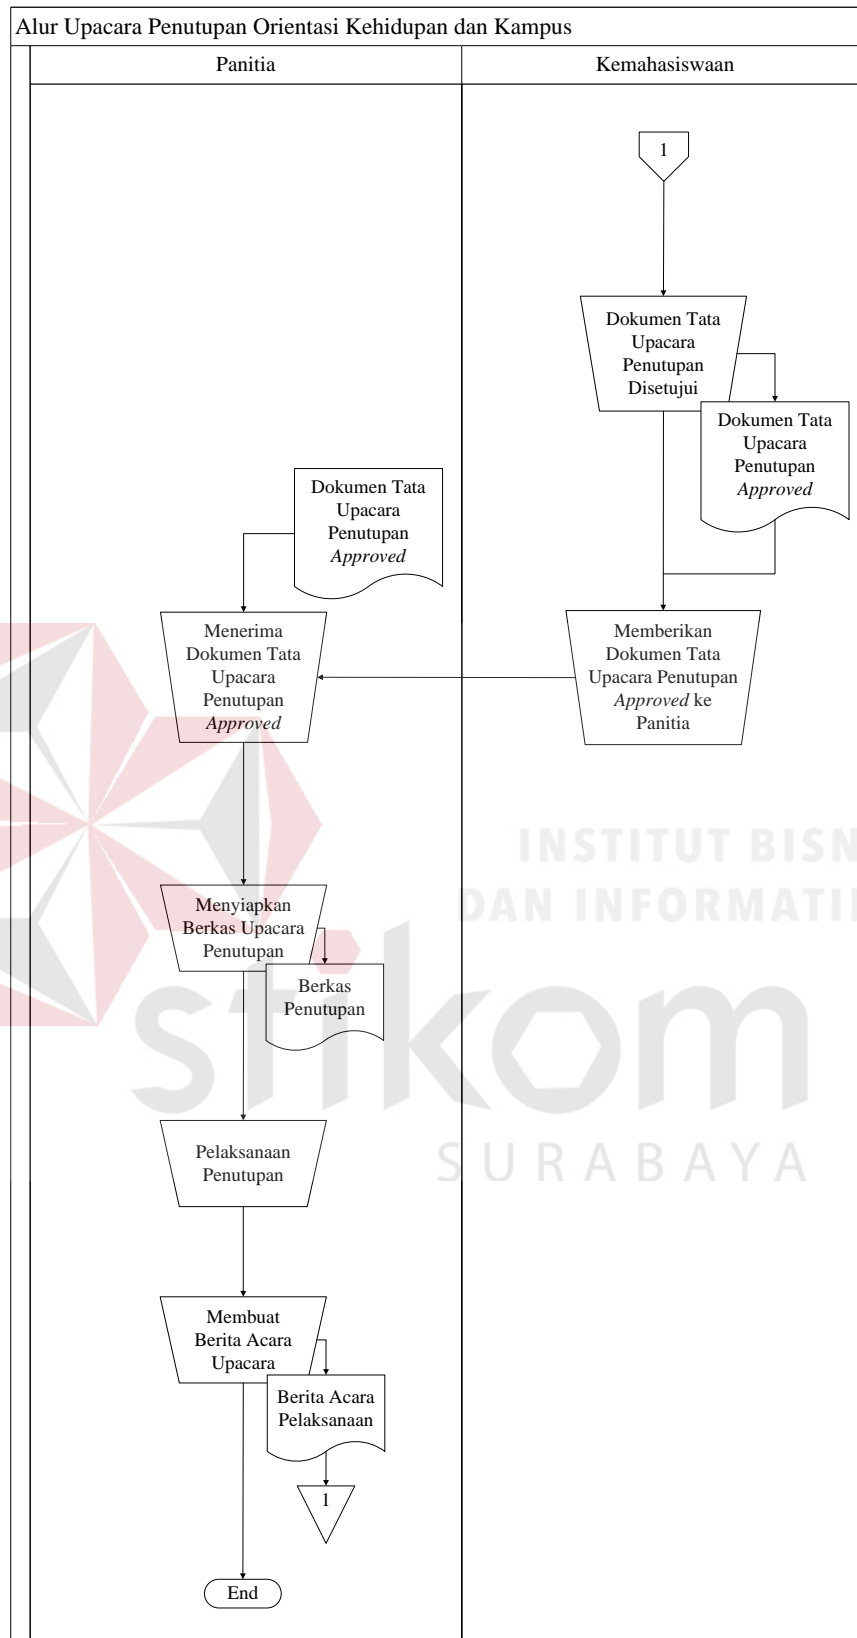 Alur Upacara Penutupan Orientasi Kehidupan dan Kampus
Panitia
Kemahasiswaan
1
Dokumen Tata
Upacara
Penutupan
Disetujui
Dokumen Tata
Upacara
Penutupan
Approved
Dokumen Tata
Upacara
Penutupan
Approved
Menerima
Dokumen Tata
Upacara
Penutupan
Approved
Memberikan
Dokumen Tata
Upacara Penutupan
Approved ke
Panitia
INSTITUT BISN
DAN INFORMATI
Menyiapkan
Berkas Upacara
Penutupan
Berkas
Penutupan
stikom
SURABAYA
Pelaksanaan
Penutupan
Membuat
Berita Acara
Upacara
Berita Acara
Pelaksanaan
1
End